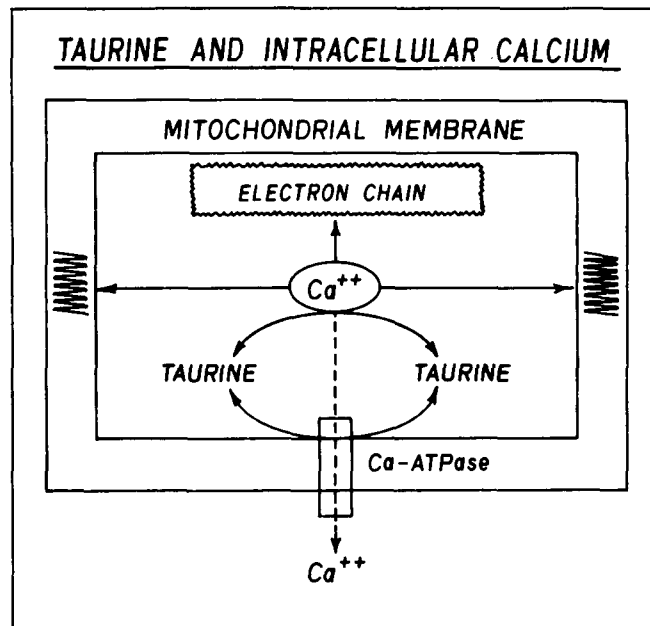 TAURINE AND INTRACELLULAR CALCIUM
MITOCHONDRIAL MEMBRANE
ELECTRON CHAIN
Ca++
TAURINE TAURINE
Ca-ATPase
Ca++